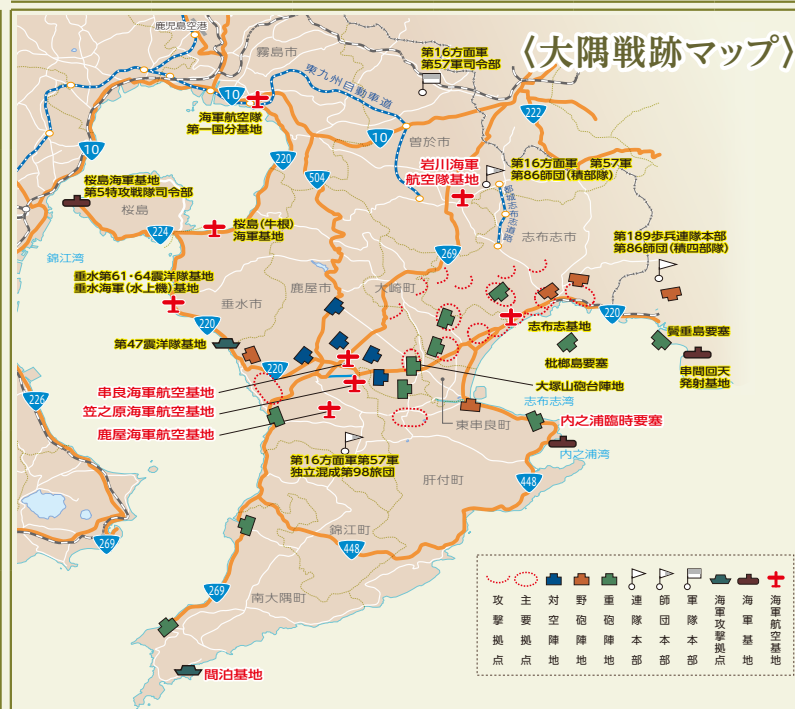 〈大隅戦跡マップ〉
鹿児島空港
霧島市
第16方面軍
第57軍司令部
10
東九州自動車道
222
海軍航空隊
第一国分基地
10
曽於市
10
220
504
岩川海軍
航空隊基地
第16方面軍 第57軍
第86師団(積部隊)
桜島海軍基地
第5特攻戦隊司令部
桜島
224
桜島(牛根)
海軍基地
都城志布志道路
志布志市
269
第189歩兵連隊本部
第86師団(積四部隊)
錦江湾
垂水第61・64震洋隊基地
垂水海軍(水上機)基地
垂水市
鹿屋市
大崎町
220
220
第47震洋隊基地
志布志基地
鬢垂島要塞
枇榔島要塞
220
串間回天
発射基地
串良海軍航空基地
大塚山砲台陣地
226
笠之原海軍航空基地
志布志湾
鹿屋海軍航空基地
東串良町
内之浦臨時要塞
内之浦湾
第16方面軍第57軍
独立混成第98旅団
肝付町
448
錦江町
448
269
269
南大隅町
間泊基地
攻撃拠点
主要拠点
対空陣地
野砲陣地
重砲陣地
連隊本部
師団本部
軍隊本部
海軍攻撃拠点
海軍基地
海軍航空基地